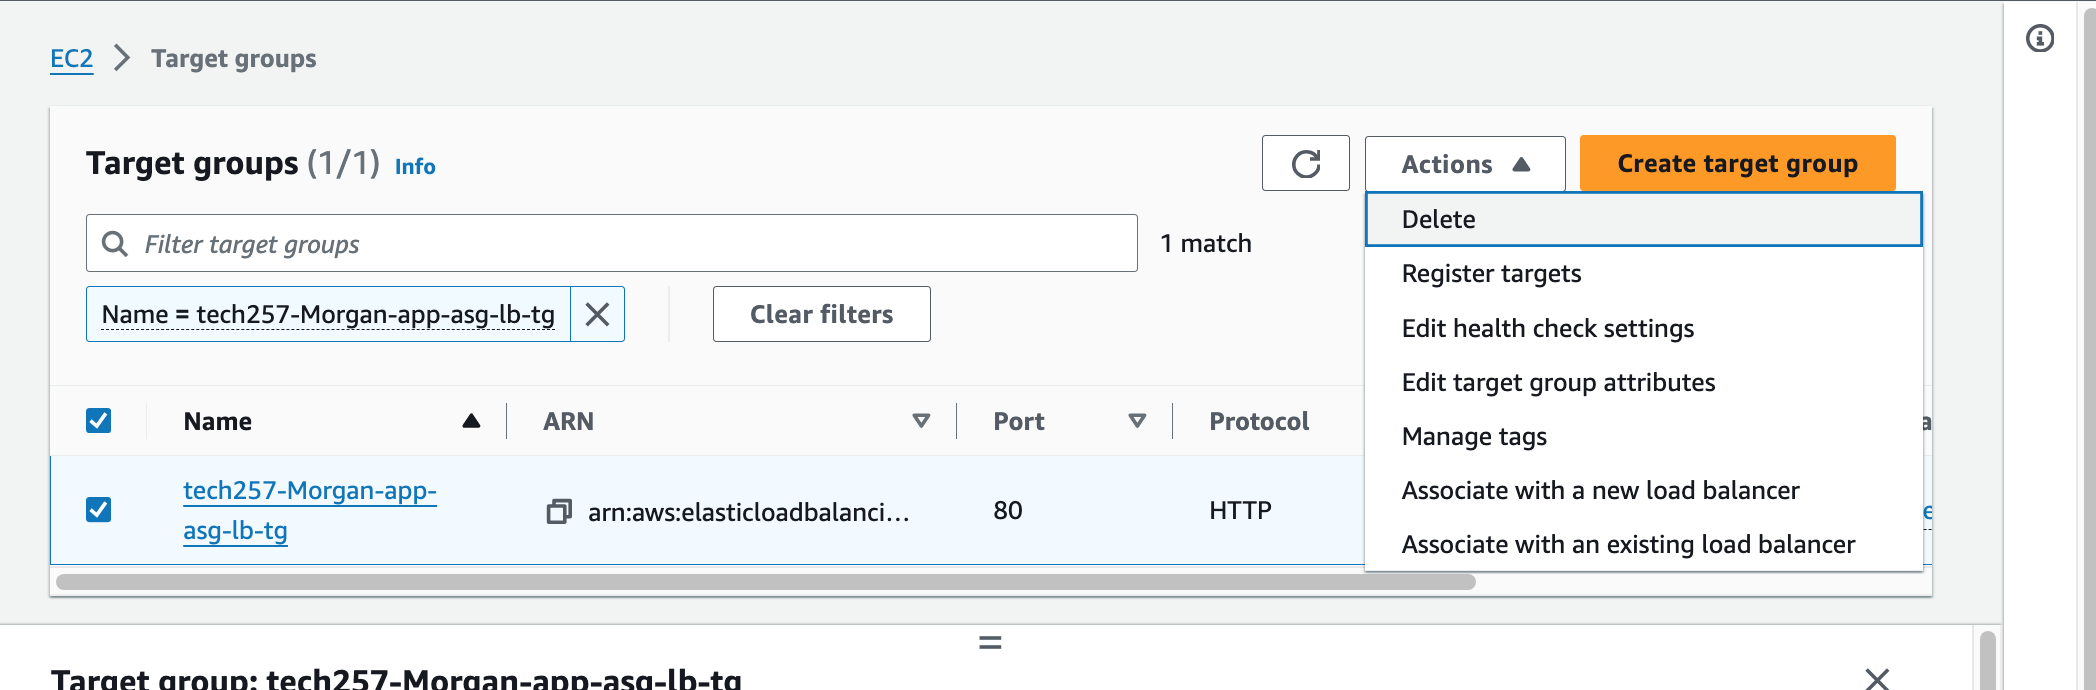 EC2 > Target groups
Target groups (1/1) Info
Actions ▲
Create target group
Filter target groups
1 match
Name = tech257-Morgan-app-asg-lb-tg
Clear filters
Delete
Register targets
Edit health check settings
Edit target group attributes
Manage tags
Associate with a new load balancer
Associate with an existing load balancer
Name ARN Port Protocol
tech257-Morgan-app-
asg-lb-tg
arn:aws:elasticloadbalanci...
80
HTTP
Target group: tech257-Morgan-app-asg-lb-tg